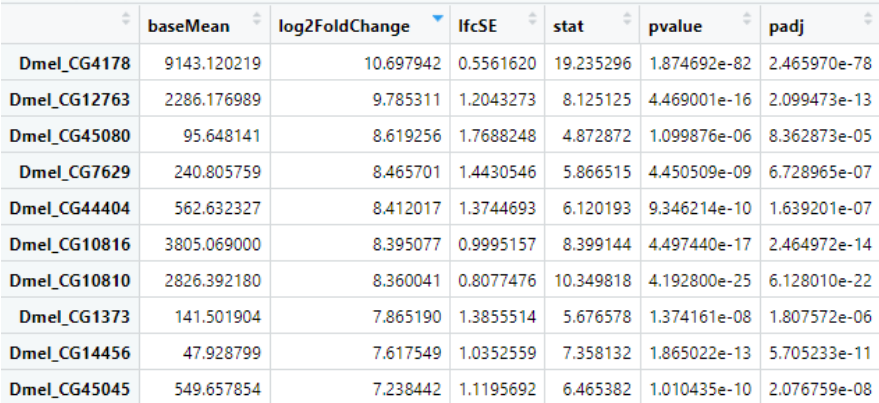 baseMean log2FoldChange lfcSE stat pvalue padj
Dmel_CG4178 9143.120219 10.697942 0.5561620 19.235296 1.874692e-82 2.465970e-78
Dmel_CG12763 2286.176989 9.785311 1.2043273 8.125125 4.469001e-16 2.099473e-13
Dmel_CG45080 95.648141 8.619256 1.7688248 4.872872 1.099876e-06 8.362873e-05
Dmel_CG7629 240.805759 8.465701 1.4430546 5.866515 4.450509e-09 6.728965e-07
Dmel_CG44404 562.632327 8.412017 1.3744693 6.120193 9.346214e-10 1.639201e-07
Dmel_CG10816 3805.069000 8.395077 0.9995157 8.399144 4.497440e-17 2.464972e-14
Dmel_CG10810 2826.392180 8.360041 0.8077476 10.349818 4.192800e-25 6.128010e-22
Dmel_CG1373 141.501904 7.865190 1.3855514 5.676578 1.374161e-08 1.807572e-06
Dmel_CG14456 47.928799 7.617549 1.0352559 7.358132 1.865022e-13 5.705233e-11
Dmel_CG45045 549.657854 7.238442 1.1195692 6.465382 1.010435e-10 2.076759e-08